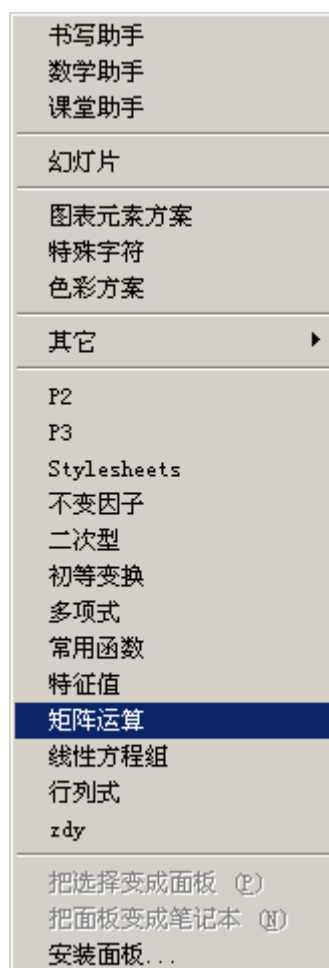 书写助手
数学助手
课堂助手
幻灯片
图表元素方案
特殊字符
色彩方案
其它
P2
P3
Stylesheets
不变因子
二次型
初等变换
多项式
常用函数
特征值
矩阵运算
线性方程组
行列式
zdy
把选择变成面板 (P)
把面板变成笔记本 (N)
安装面板...